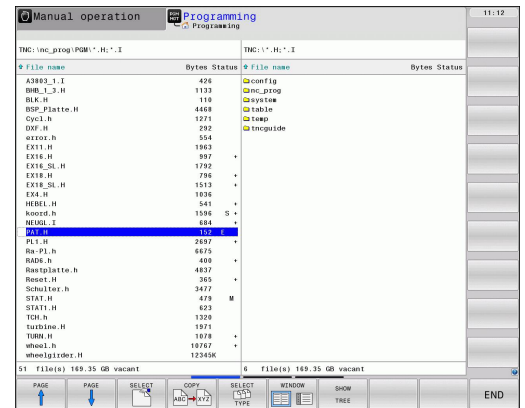 Manual operation
PGM
MGT
Programming
Programming
11:12
TNC:\nc_prog\PGM\*.H;*.I
TNC:\*.H;*.I
File name Bytes Status
File name Bytes Status
A3803_1.I 426
BHB_1_3.H 1133
BLK.H 110
BSP_Platte.H 4468
Cycl.h 1271
DXF.H 292
error.h 554
EX11.H 1963
EX16.H 997 +
EX16_SL.H 1792
EX18.H 796 +
EX18_SL.H 1513 +
EX4.H 1036
HEBEL.H 541 +
koord.h 1596 S +
NEUGL.I 684 +
PAT.H 152 E
PL1.H 2697 +
Ra-Pl.h 6675
RAD6.h 400 +
Rastplatte.h 4837
Reset.H 365 +
Schulter.h 3477
STAT.H 479 M
STAT1.H 623
TCH.h 1320
turbine.H 1971
TURN.H 1078 +
wheel.h 10767 +
wheelgirder.H 12345K
config
nc_prog
system
table
temp
tncguide
51 file(s) 169.35 GB vacant
6 file(s) 169.35 GB vacant
PAGE
PAGE
SELECT
COPY
ABC XYZ
SELECT
TYPE
WINDOW
SHOW
TREE
END